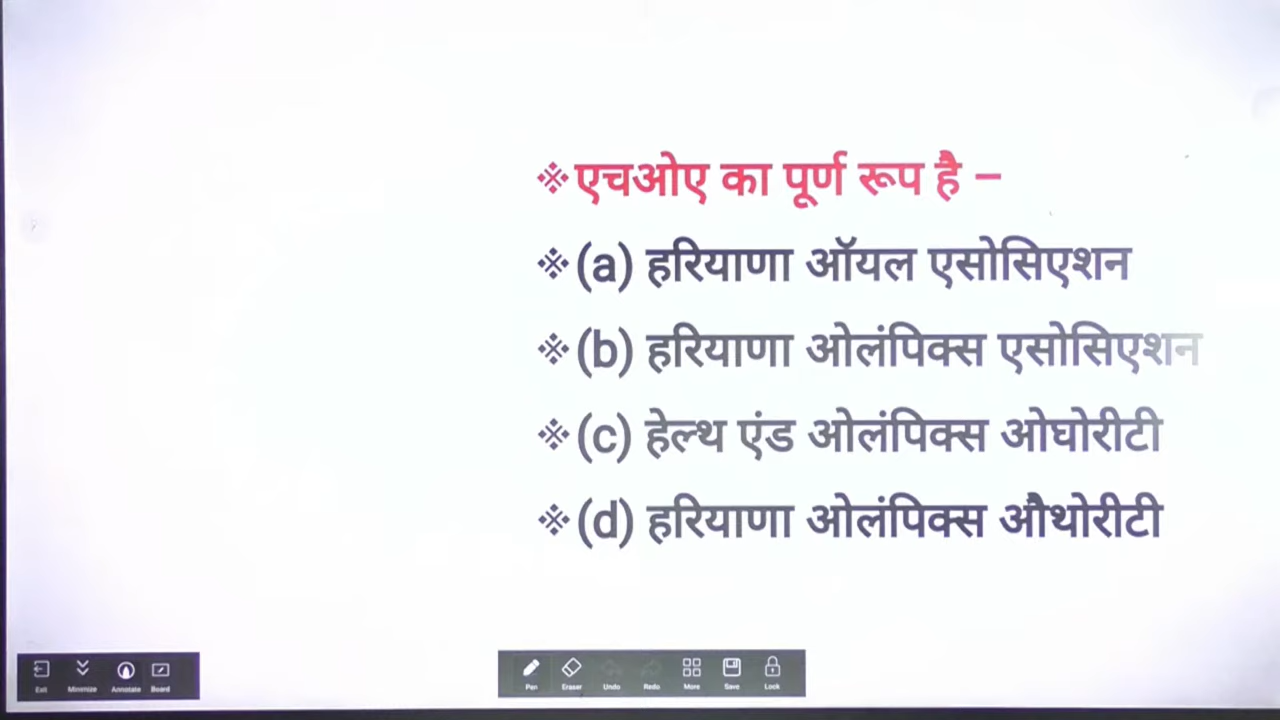 ❖एचओए का पूर्ण रूप है –
❖(a) हरियाणा ऑयल एसोसिएशन
❖(b) हरियाणा ओलंपिक्स एसोसिएशन
❖(c) हेल्थ एंड ओलंपिक्स ओघोरीटी
❖(d) हरियाणा ओलंपिक्स औथोरीटी
Exit Minimize Annotate Board Pen Eraser Undo Redo More Save Lock